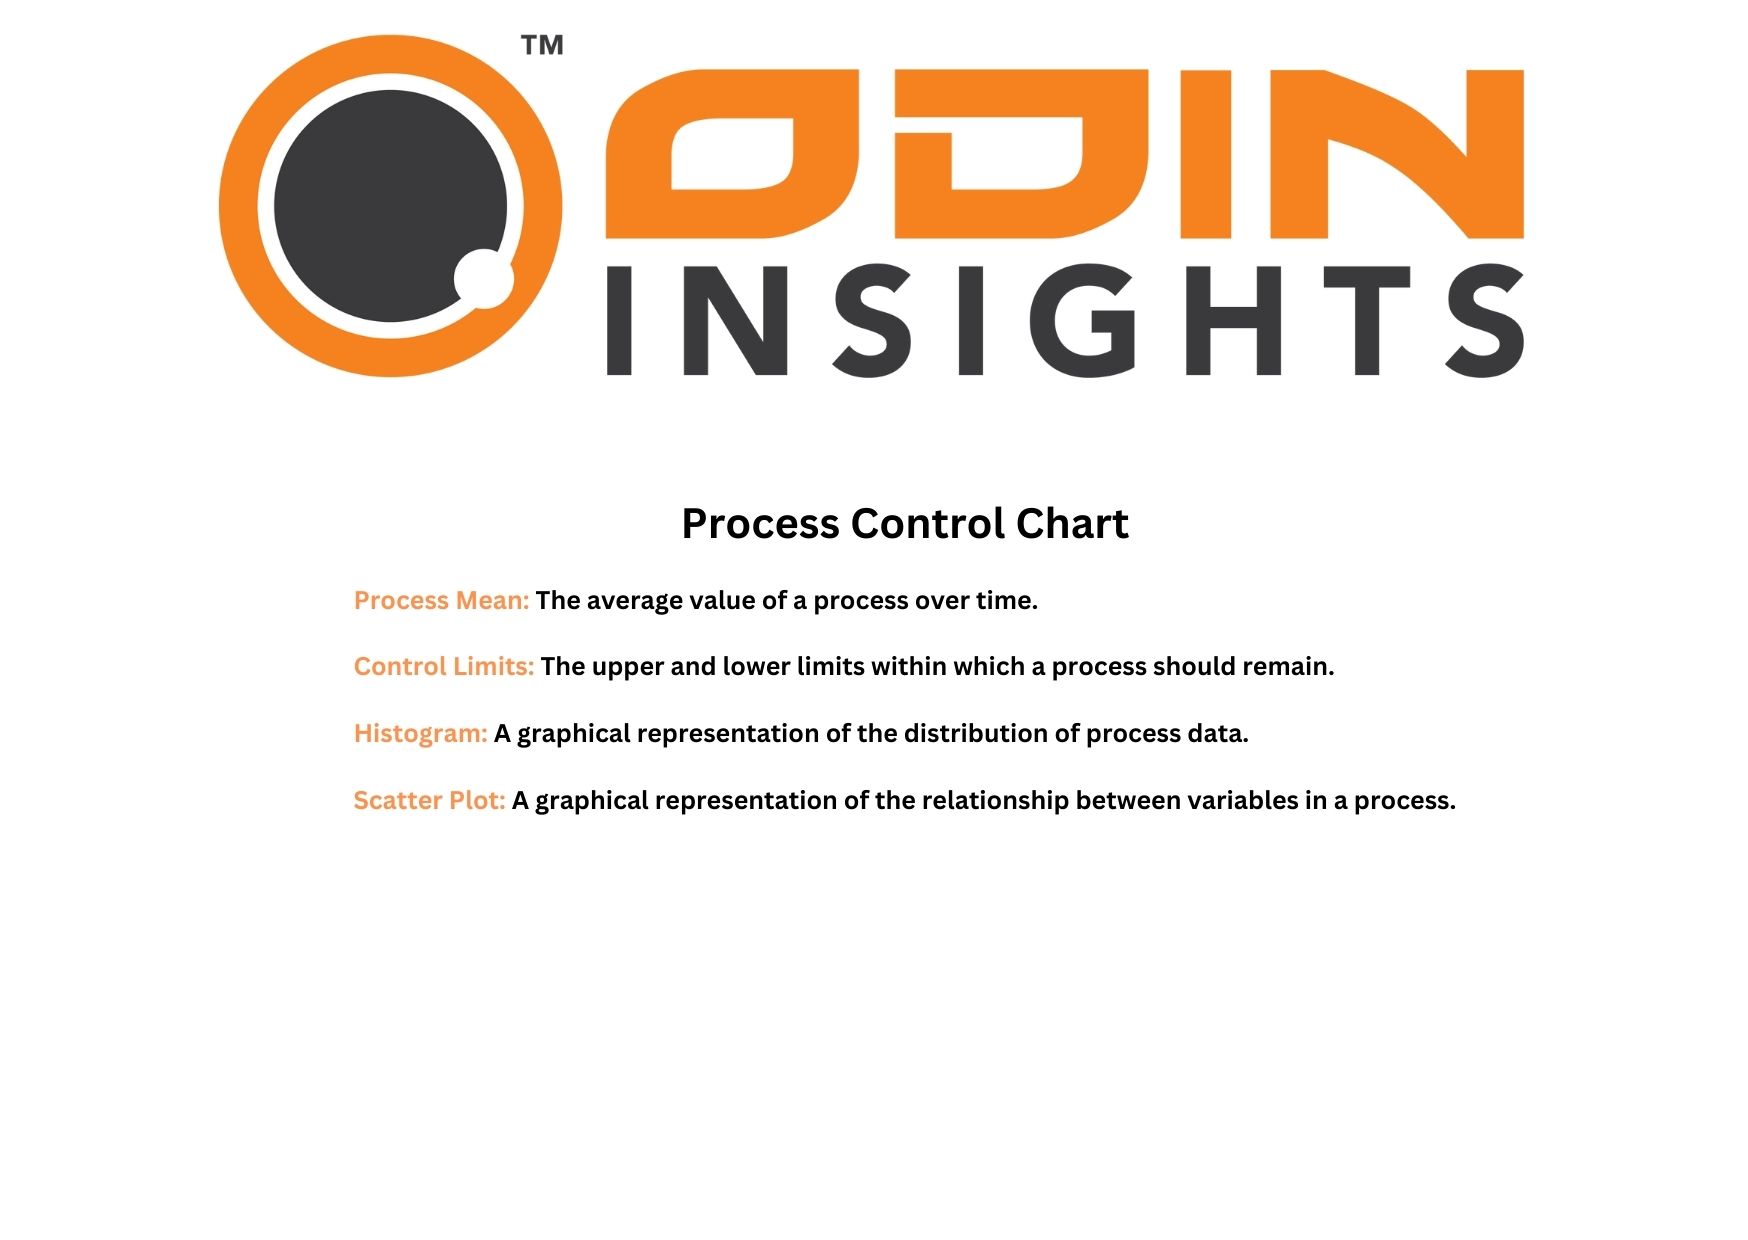 TM
ODIN
INSIGHTS
Process Control Chart
Process Mean: The average value of a process over time.
Control Limits: The upper and lower limits within which a process should remain.
Histogram: A graphical representation of the distribution of process data.
Scatter Plot: A graphical representation of the relationship between variables in a process.